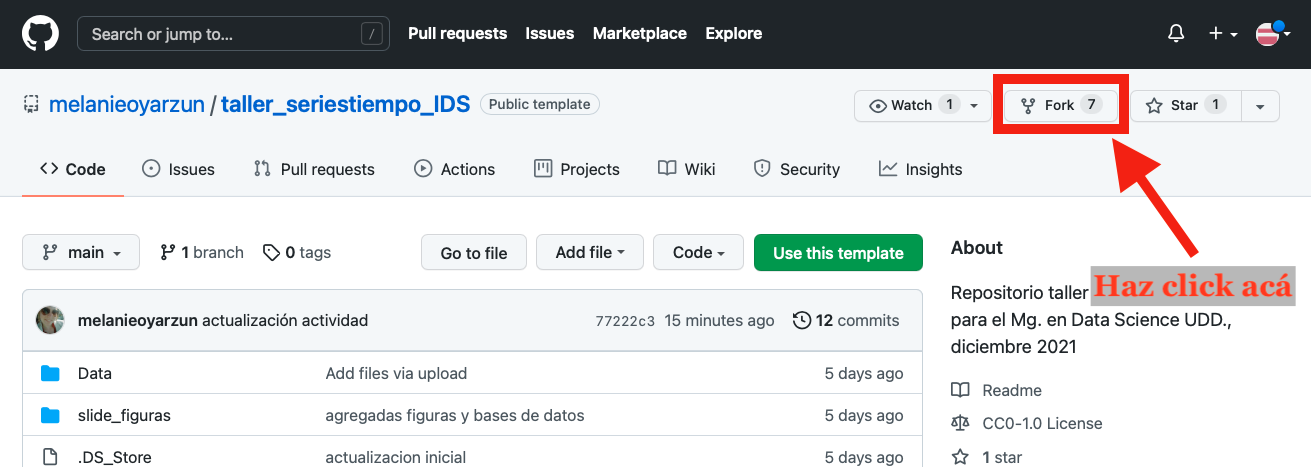 Search or jump to... /
Pull requests Issues Marketplace Explore
melanieoyarzun / taller_seriestiempo_IDS Public template
Watch 1 Fork 7 Star 1
Code Issues Pull requests Actions Projects Wiki Security Insights
main 1 branch 0 tags Go to file Add file Code Use this template
About
Haz click acá
Repositorio taller
para el Mg. en Data Science UDD.,
diciembre 2021
melanieoyarzun actualización actividad 77222c3 15 minutes ago 12 commits
Data Add files via upload 5 days ago
slide_figuras agregadas figuras y bases de datos 5 days ago
.DS_Store actualizacion inicial 5 days ago
Readme
CC0-1.0 License
1 star